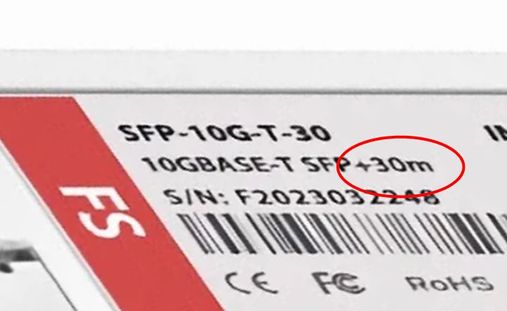 SFP-10G-T-30
10GBASE-T SFP+30m
S/N: F2023032248
FS
CE FC RoHS